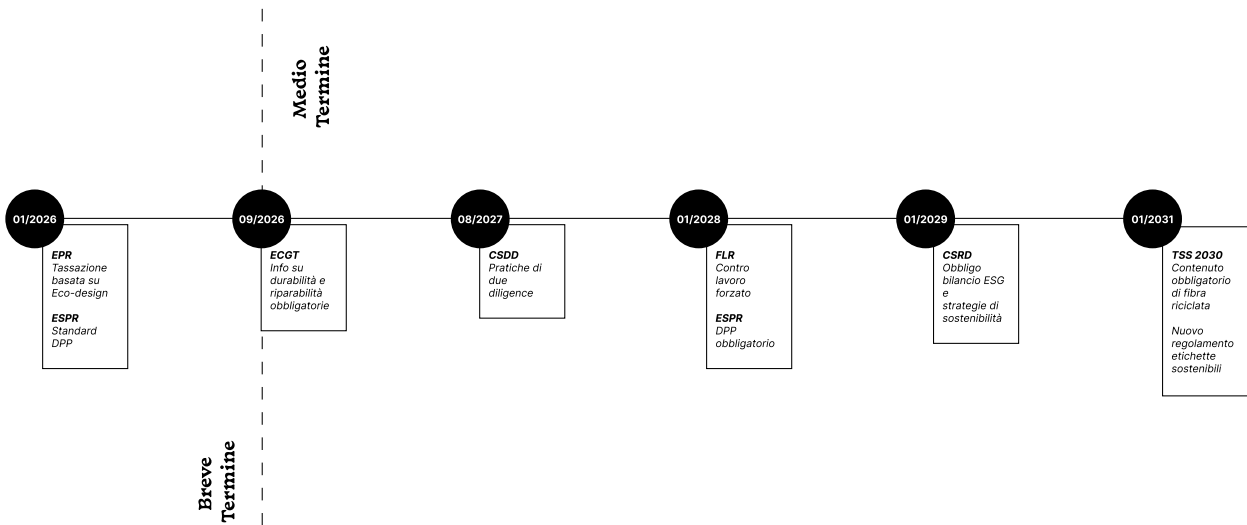 Medio
Termine
01/2026
09/2026
08/2027
01/2028
01/2029
01/2031
EPR
Tassazione
basata su
Eco-design
ESPR
Standard
DPP
ECGT
Info su
durabilità e
riparabilità
obbligatorie
CSDD
Pratiche di
due
diligence
FLR
Contro
lavoro
forzato
ESPR
DPP
obbligatorio
CSRD
Obbligo
bilancio ESG
e
strategie di
sostenibilità
TSS 2030
Contenuto
obbligatorio
di fibra
riciclata
Nuovo
regolamento
etichette
sostenibili
Breve
Termine